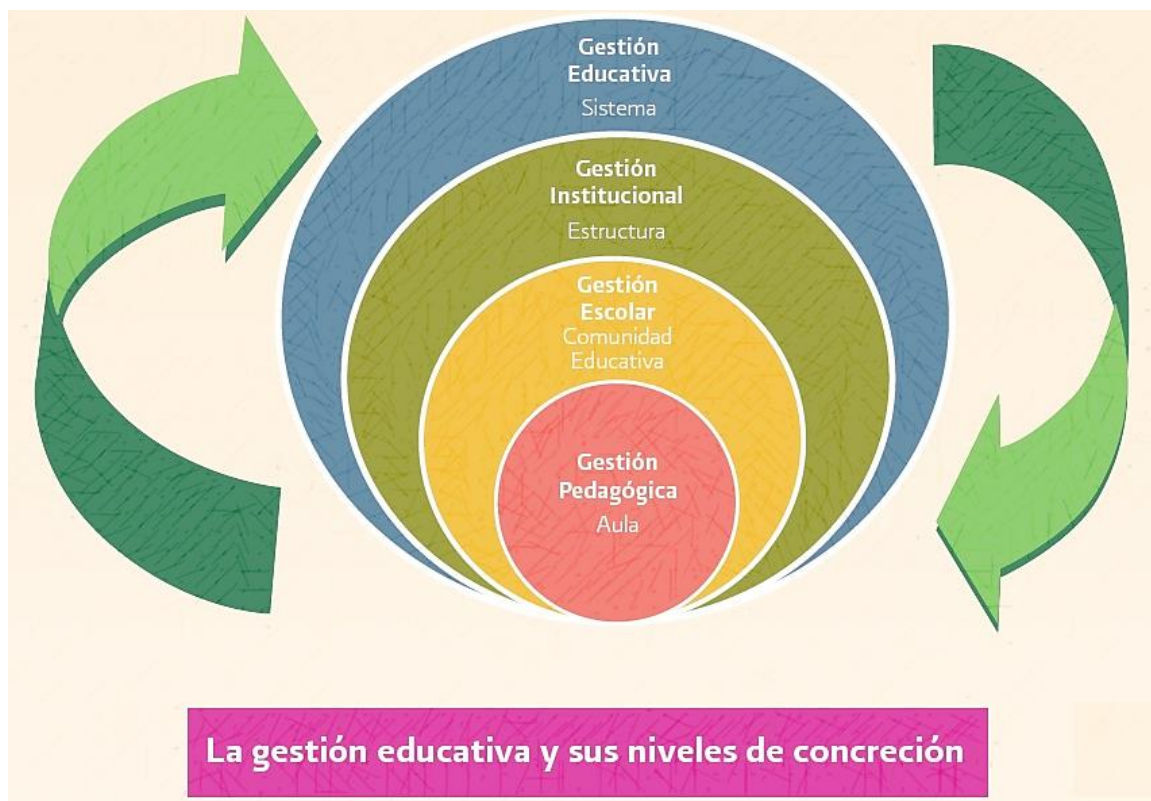 Gestión
Educativa
Sistema
Gestión
Institucional
Estructura
Gestión
Escolar
Comunidad
Educativa
Gestión
Pedagógica
Aula
La gestión educativa y sus niveles de concreción